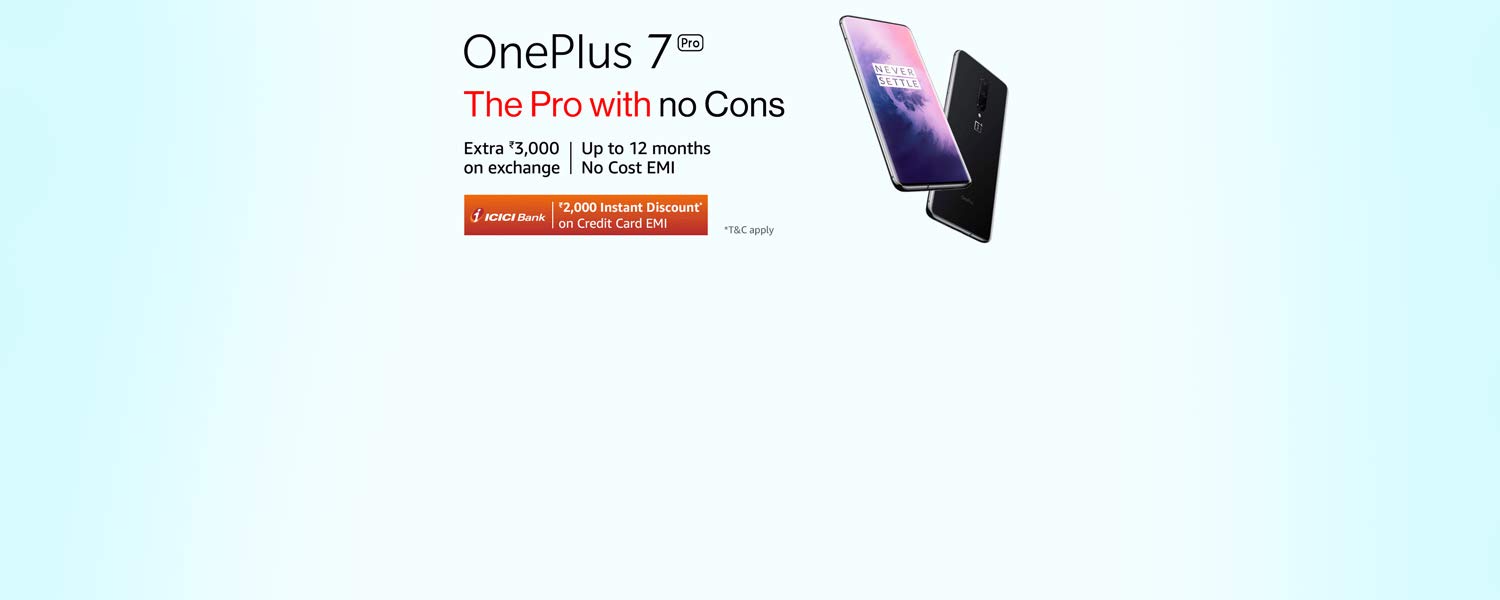 OnePlus 7 Pro
The Pro with no Cons
Extra ₹3,000
on exchange
Up to 12 months
No Cost EMI
ICICI Bank
₹2,000 Instant Discount*
on Credit Card EMI
*T&C apply
NEVER
SETTLE